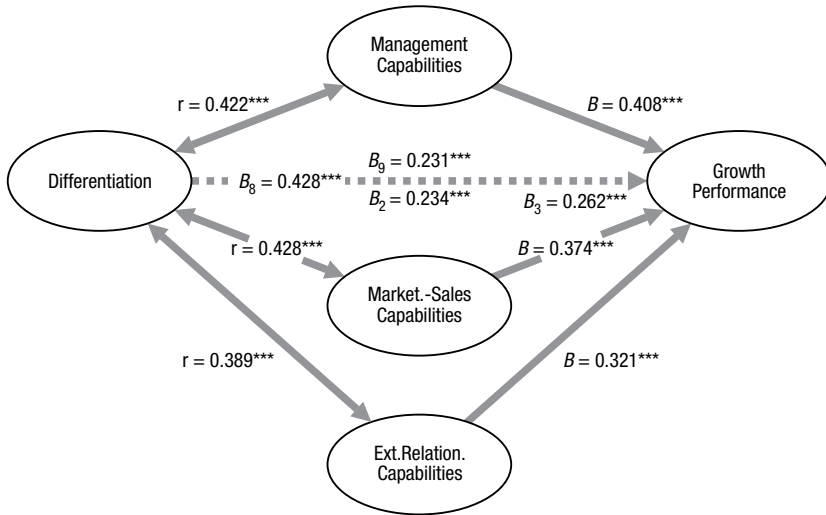 Management
Capabilities
r = 0.422***
B = 0.408***
Differentiation
B₉ = 0.231***
B₈ = 0.428***
B₂ = 0.234***
B₃ = 0.262***
Growth
Performance
r = 0.428***
B = 0.374***
Market.-Sales
Capabilities
r = 0.389***
B = 0.321***
Ext.Relation.
Capabilities